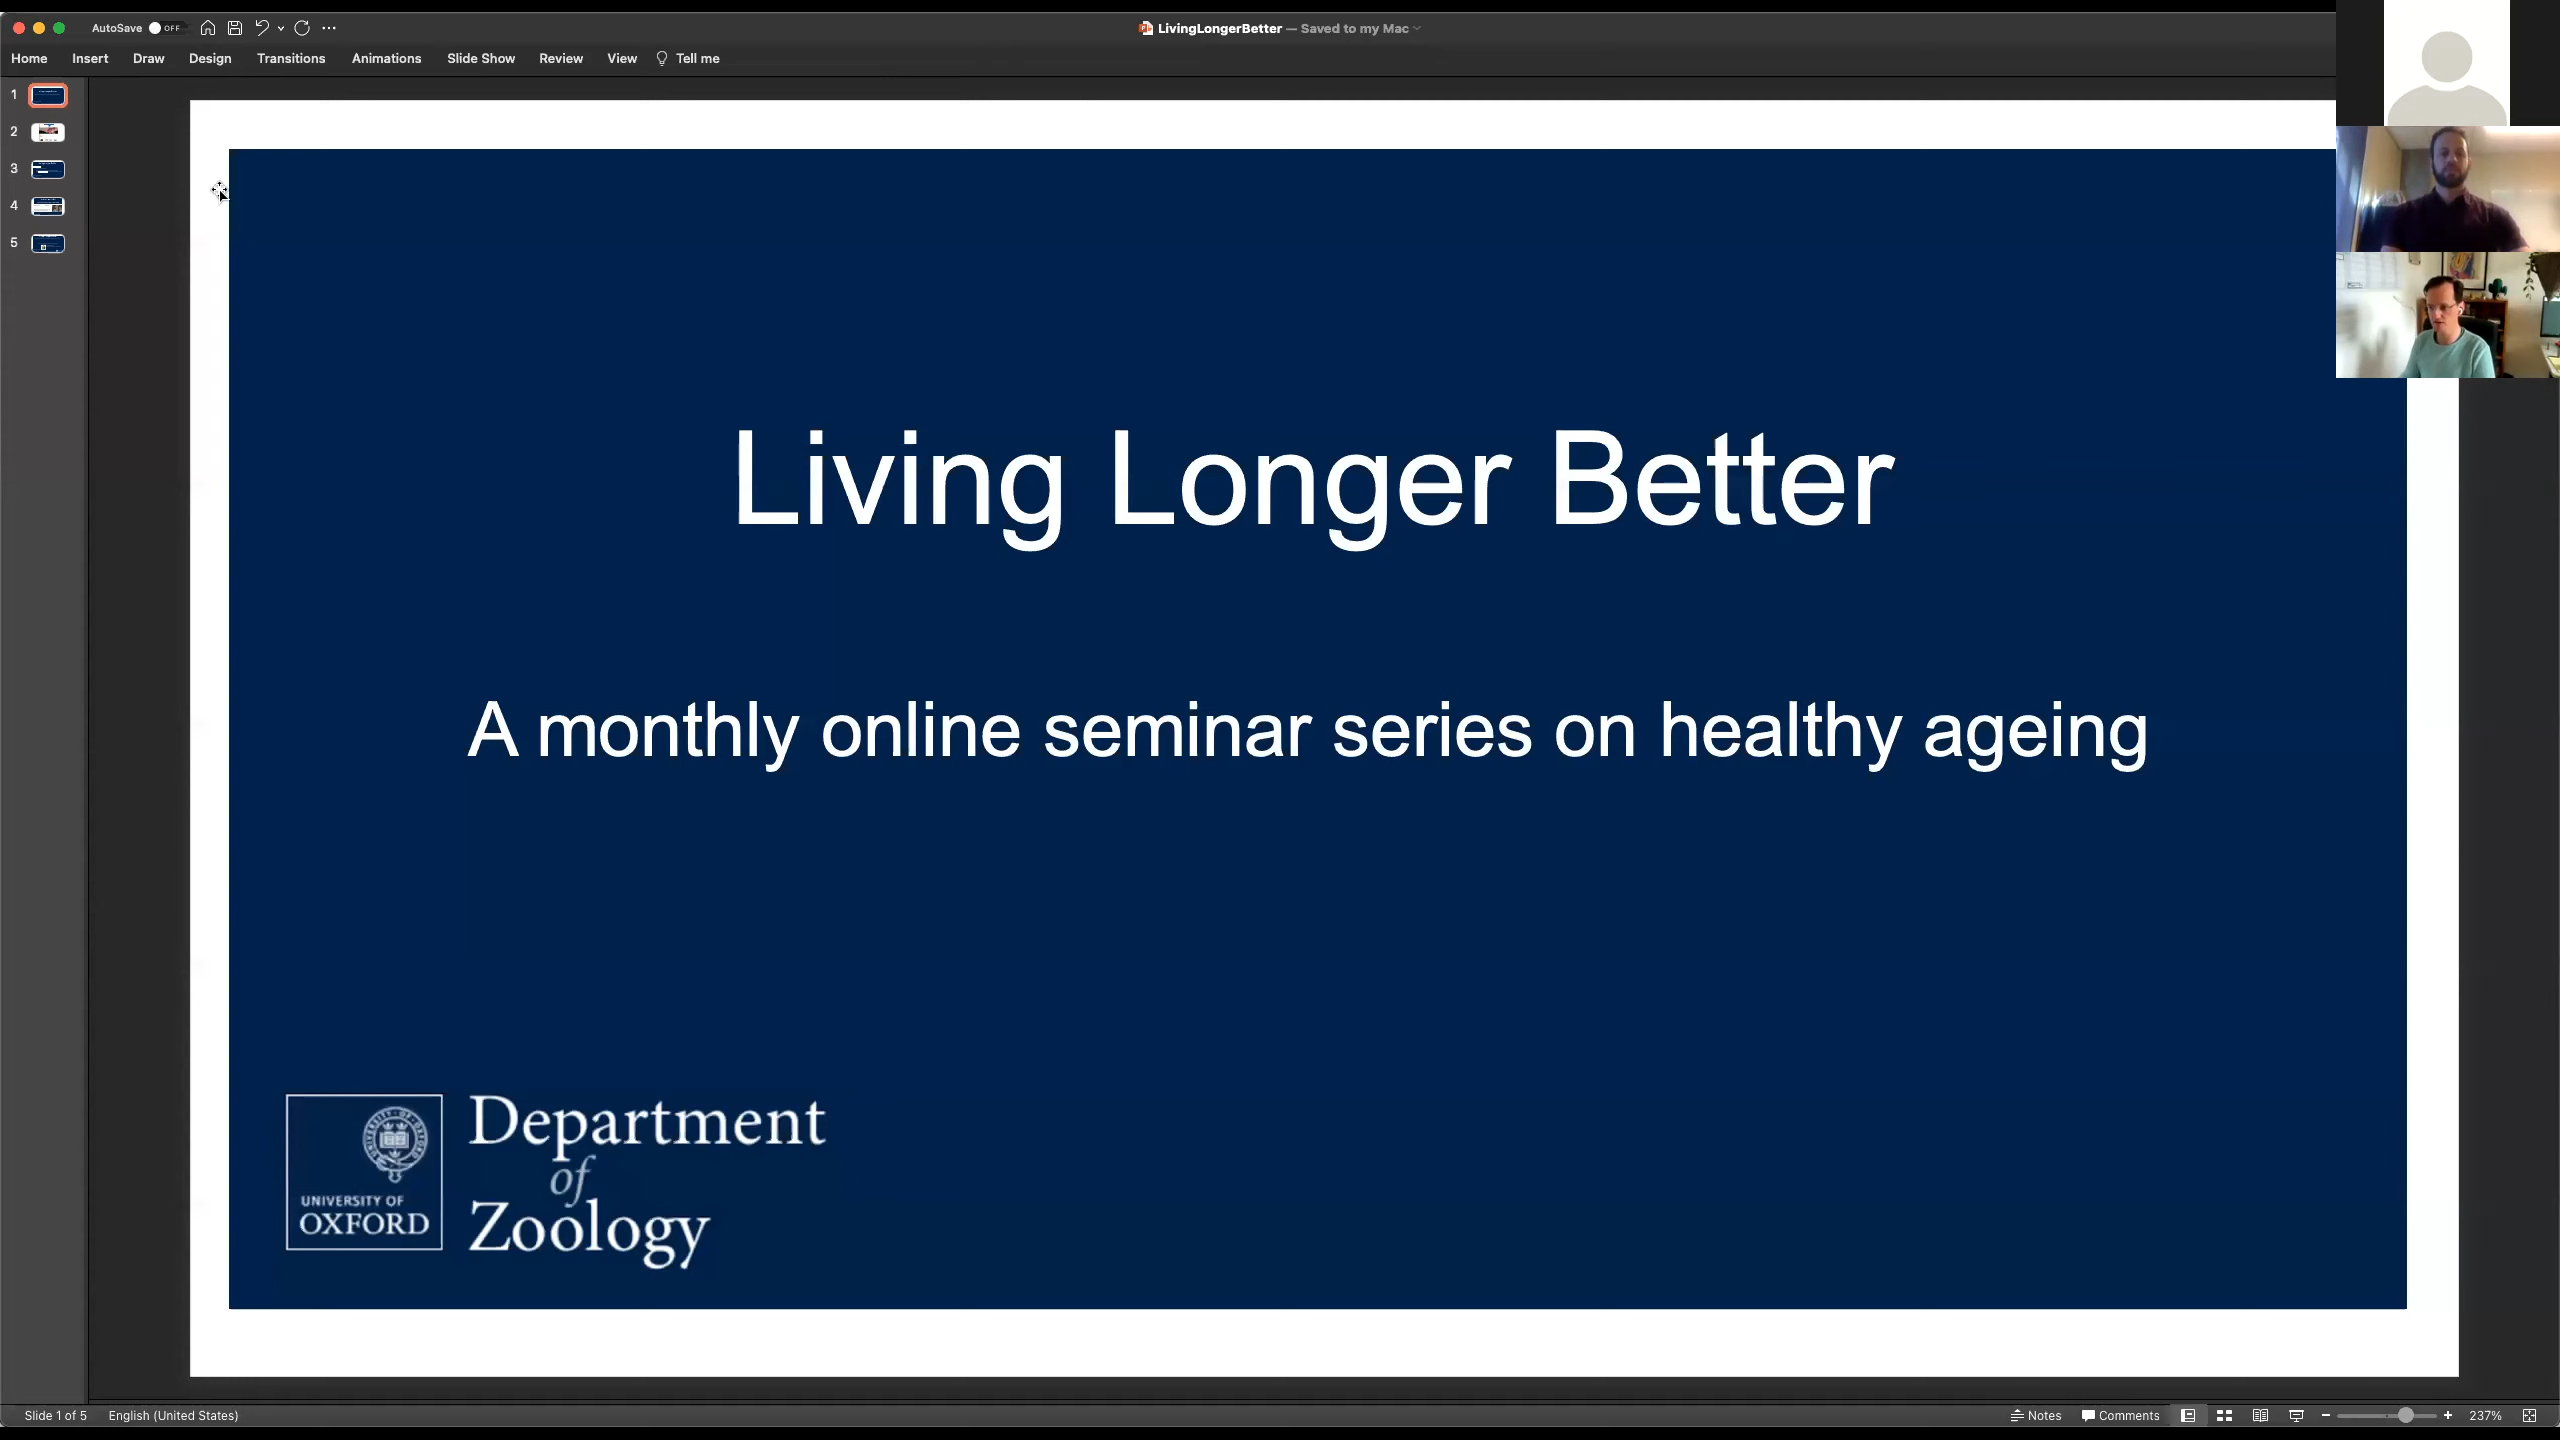 AutoSave OFF
LivingLongerBetter — Saved to my Mac
Home Insert Draw Design Transitions Animations Slide Show Review View Tell me
1
2
3
4
5
Living Longer Better
A monthly online seminar series on healthy ageing
UNIVERSITY OF
OXFORD
Department
of
Zoology
Slide 1 of 5 English (United States) Notes Comments 237%